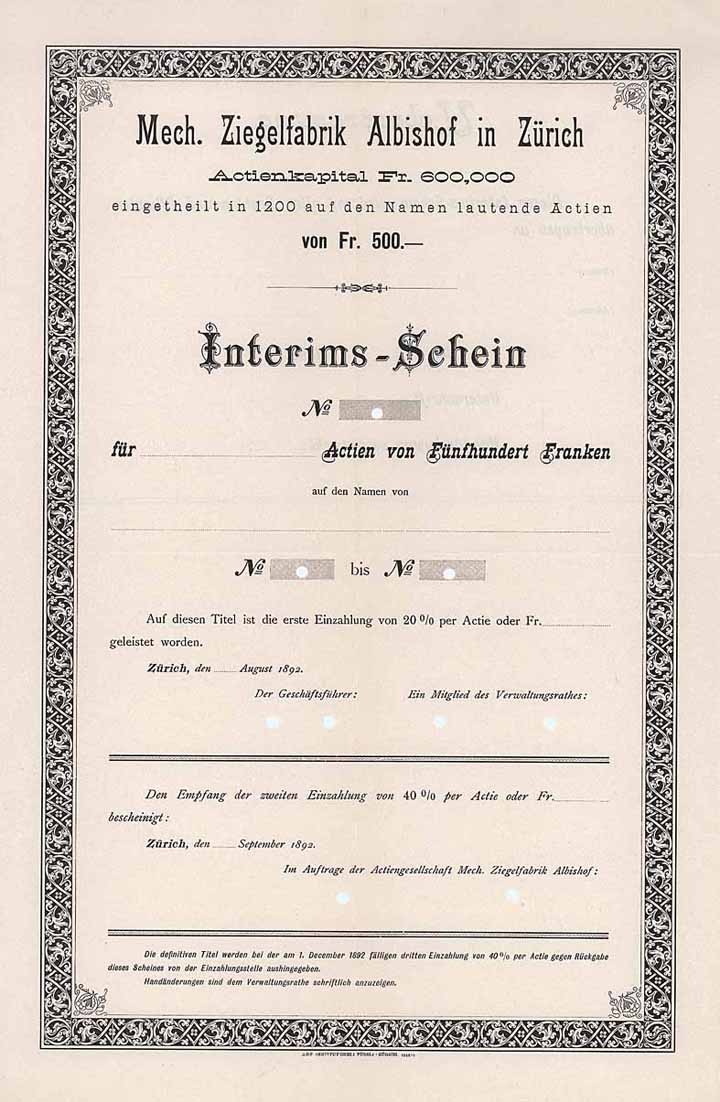 Mech. Ziegelfabrik Albishof in Zürich
Actienkapital Fr. 600,000
eingetheilt in 1200 auf den Namen lautende Actien
von Fr. 500.—
Interims-Schein
No
für Actien von Fünfhundert Franken
auf den Namen von
No bis No
Auf diesen Titel ist die erste Einzahlung von 20 % per Actie oder Fr.
geleistet worden.
Zürich, den August 1892.
Der Geschäftsführer: Ein Mitglied des Verwaltungsrathes:
Den Empfang der zweiten Einzahlung von 40 % per Actie oder Fr.
bescheinigt:
Zürich, den September 1892.
Im Auftrage der Actiengesellschaft Mech. Ziegelfabrik Albishof:
Die definitiven Titel werden bei der am 1. December 1892 fälligen dritten Einzahlung von 40 % per Actie gegen Rückgabe
dieses Scheines von der Einzahlungsstelle aushingegeben.
Handänderungen sind dem Verwaltungsrathe schriftlich anzuzeigen.